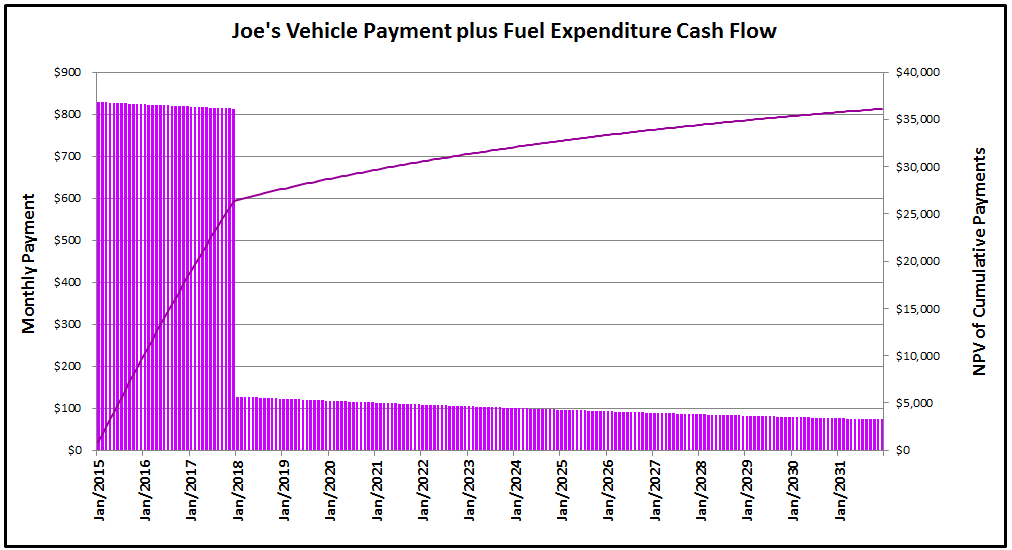 Joe's Vehicle Payment plus Fuel Expenditure Cash Flow
Monthly Payment
$900
$800
$700
$600
$500
$400
$300
$200
$100
$0
$40,000
$35,000
$30,000
$25,000
$20,000
$15,000
$10,000
$5,000
$0
NPV of Cumulative Payments
Jan/2015
Jan/2016
Jan/2017
Jan/2018
Jan/2019
Jan/2020
Jan/2021
Jan/2022
Jan/2023
Jan/2024
Jan/2025
Jan/2026
Jan/2027
Jan/2028
Jan/2029
Jan/2030
Jan/2031